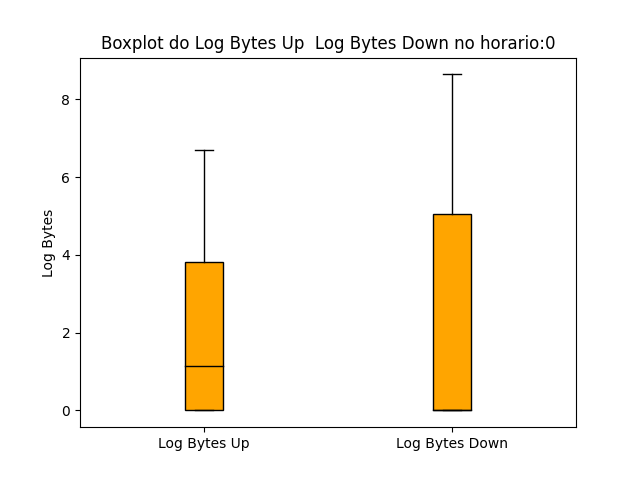 Boxplot do Log Bytes Up  Log Bytes Down no horario:0
Log Bytes
8
6
4
2
0
Log Bytes Up
Log Bytes Down